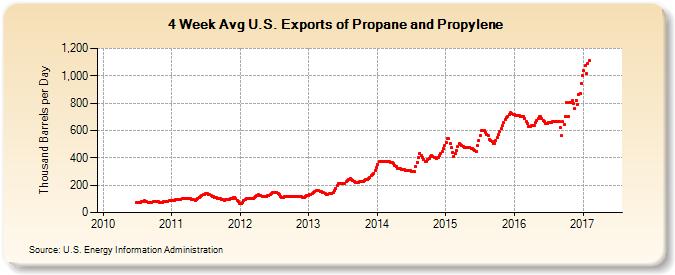 4 Week Avg U.S. Exports of Propane and Propylene
Thousand Barrels per Day
1,200
1,000
800
600
400
200
0
2010 2011 2012 2013 2014 2015 2016 2017
Source: U.S. Energy Information Administration